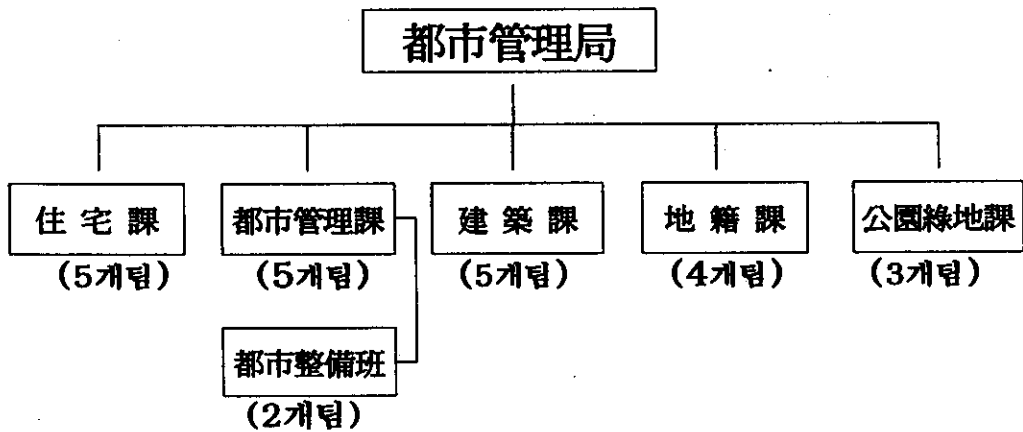 都市管理局
住宅課 都市管理課 建築課 地籍課 公園綠地課
(5개팀) (5개팀) (5개팀) (4개팀) (3개팀)
都市整備班
(2개팀)